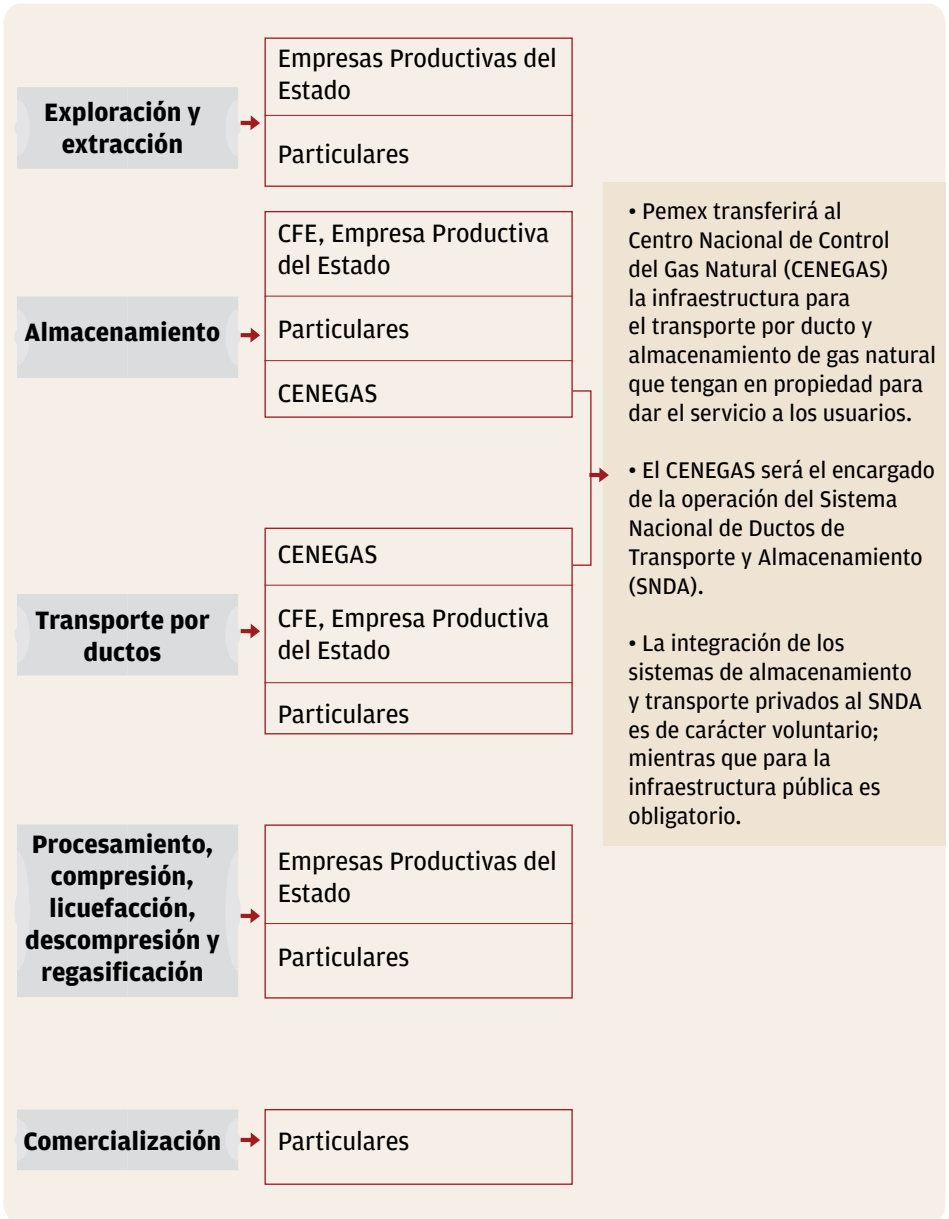 Exploración y
extracción
Empresas Productivas del
Estado
Particulares
Almacenamiento
CFE, Empresa Productiva
del Estado
Particulares
CENEGAS
Transporte por
ductos
CENEGAS
CFE, Empresa Productiva
del Estado
Particulares
• Pemex transferirá al
Centro Nacional de Control
del Gas Natural (CENEGAS)
la infraestructura para
el transporte por ducto y
almacenamiento de gas natural
que tengan en propiedad para
dar el servicio a los usuarios.
• El CENEGAS será el encargado
de la operación del Sistema
Nacional de Ductos de
Transporte y Almacenamiento
(SNDA).
• La integración de los
sistemas de almacenamiento
y transporte privados al SNDA
es de carácter voluntario;
mientras que para la
infraestructura pública es
obligatorio.
Procesamiento,
compresión,
licuefacción,
descompresión y
regasificación
Empresas Productivas del
Estado
Particulares
Comercialización
Particulares